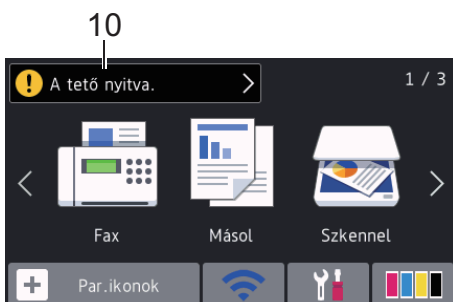 10
A tető nyitva.
1 / 3
Fax Másol Szkennel
Par.ikonok